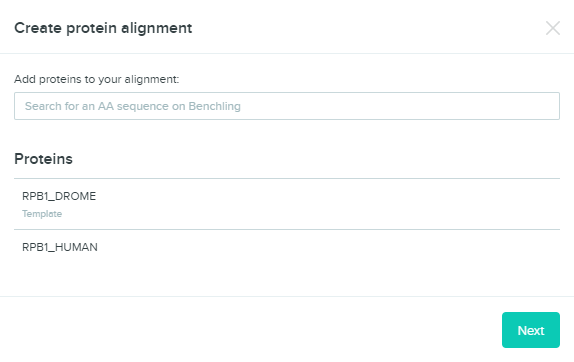 Create protein alignment
Add proteins to your alignment:
Search for an AA sequence on Benchling
Proteins
RPB1_DROME
Template
RPB1_HUMAN
Next